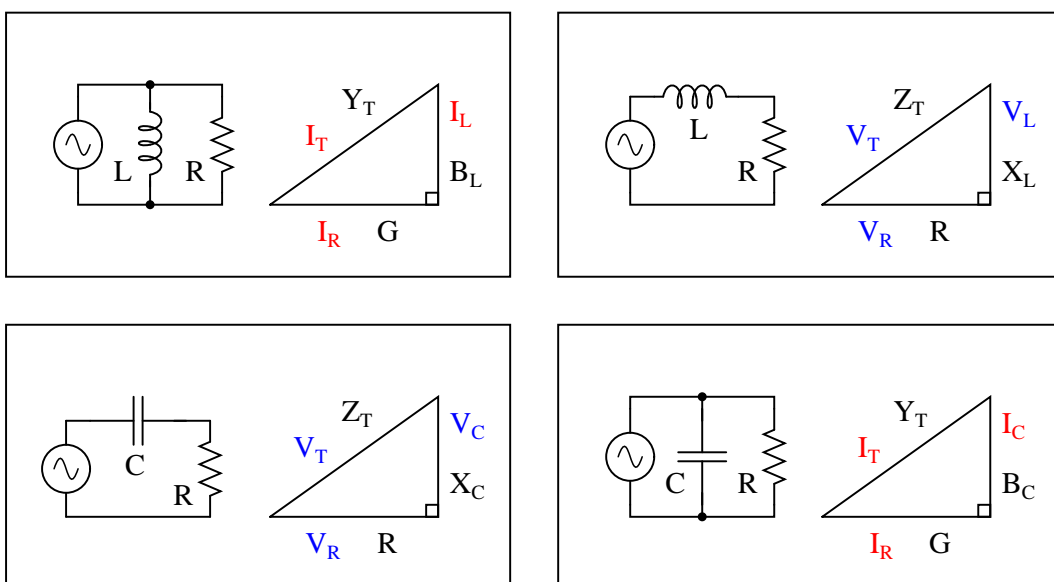 Y_T I_L
I_T
L R B_L
I_R G
Z_T V_L
L V_T
R X_L
V_R R
Z_T V_C
V_T
C R X_C
V_R R
Y_T I_C
I_T
C R B_C
I_R G